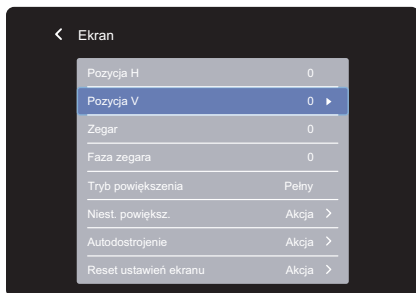 Ekran
Pozycja H 0
Pozycja V 0
Zegar 0
Faza zegara 0
Tryb powiększenia Pełny
Niest. powiększ. Akcja
Autodostrojenie Akcja
Reset ustawień ekranu Akcja